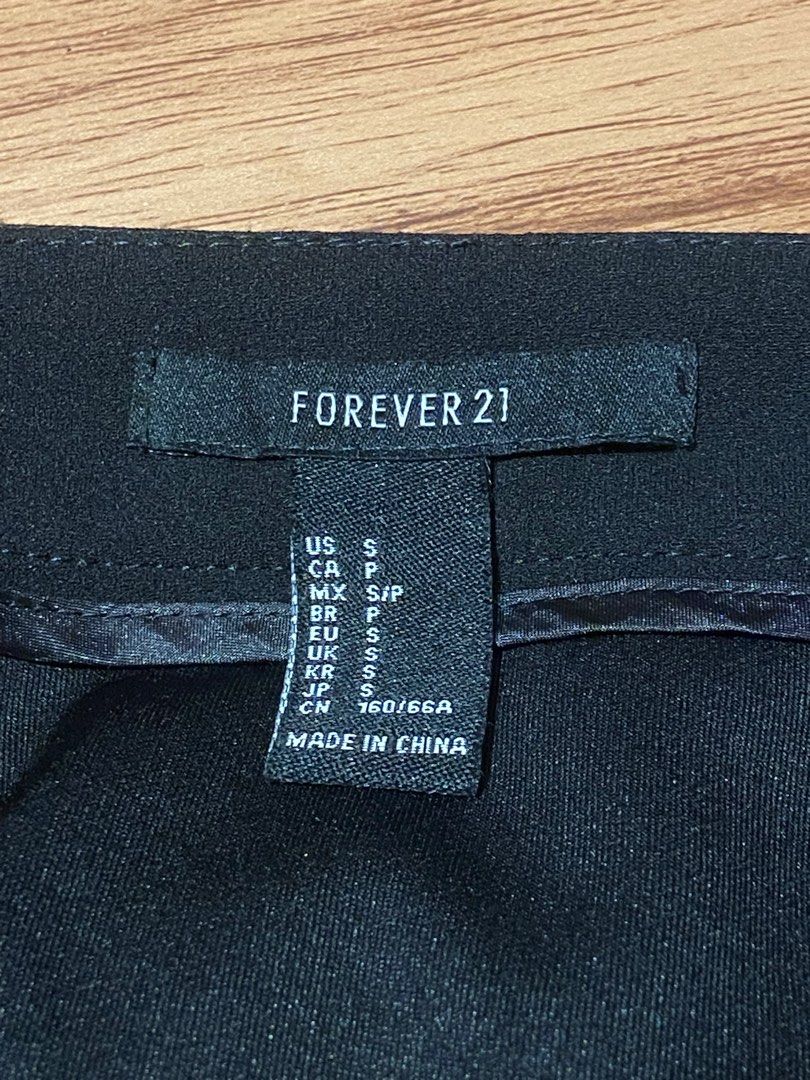 FOREVER 21
US S
CA P
MX S/P
BR P
EU S
UK S
KR S
JP S
CN 160/66A
MADE IN CHINA